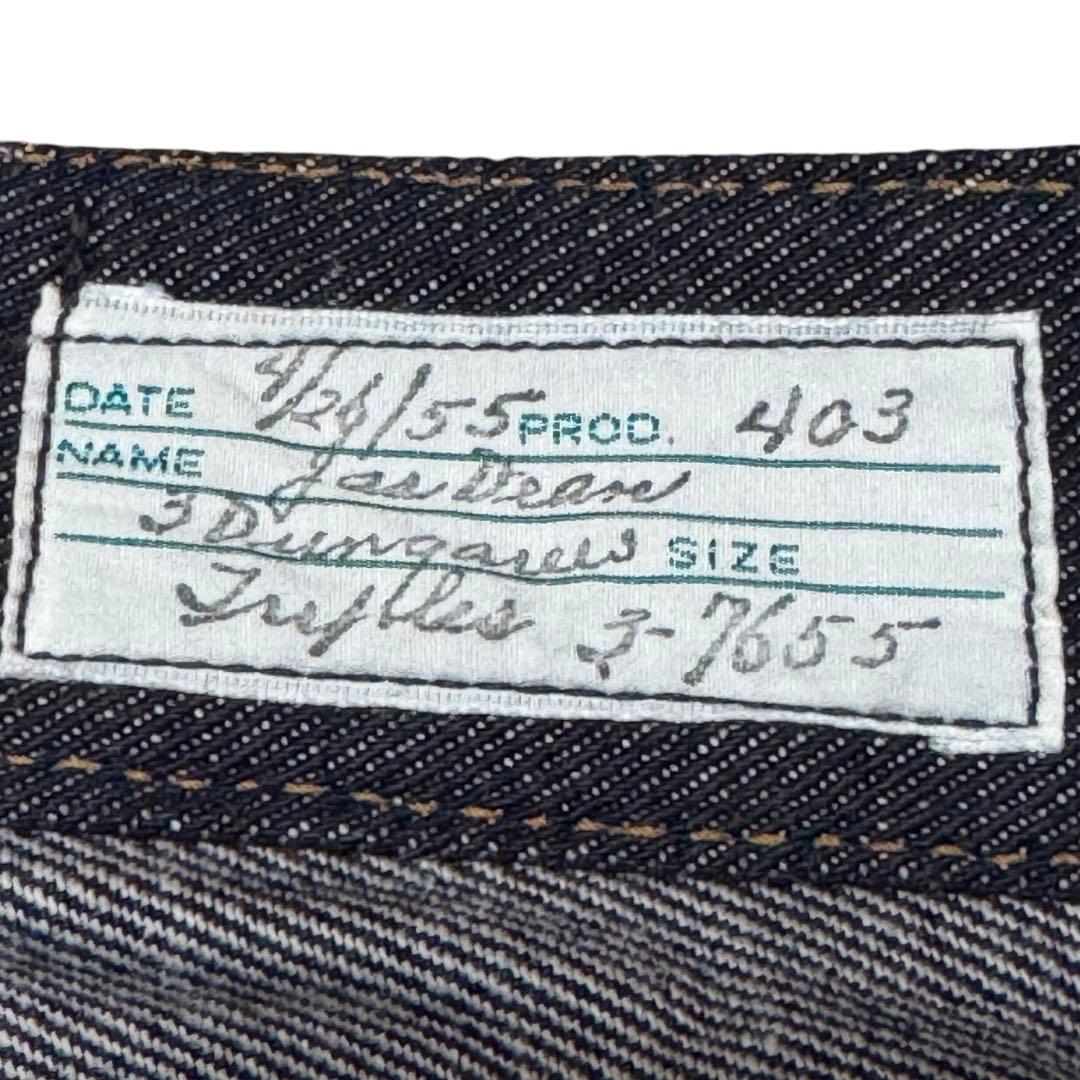 DATE 4/26/55 PROD. 403
NAME Jas Dean
3 Dungarees SIZE
Triples 3-7655